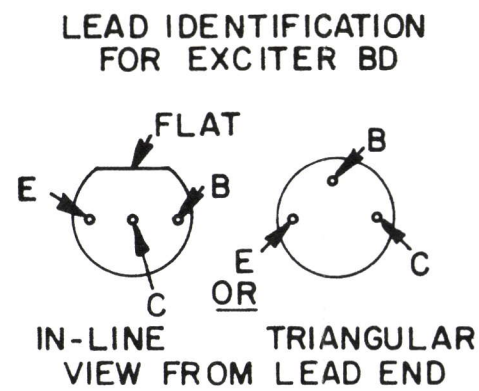 LEAD IDENTIFICATION
FOR EXCITER BD
FLAT
E
B
C
B
E
C
OR
IN-LINE
TRIANGULAR
VIEW FROM LEAD END